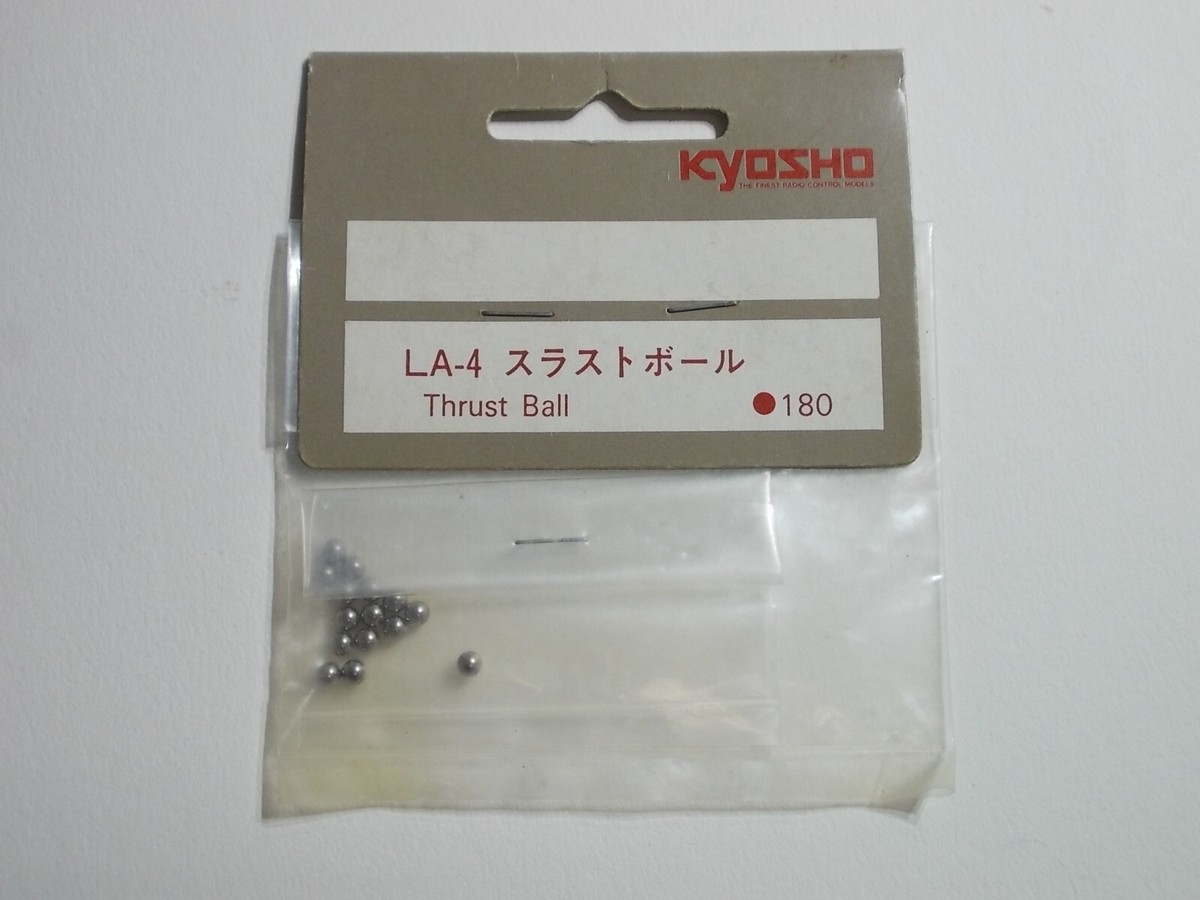 KYOSHO
THE FINEST RADIO CONTROL MODELS
LA-4 スラストボール
Thrust Ball ●180